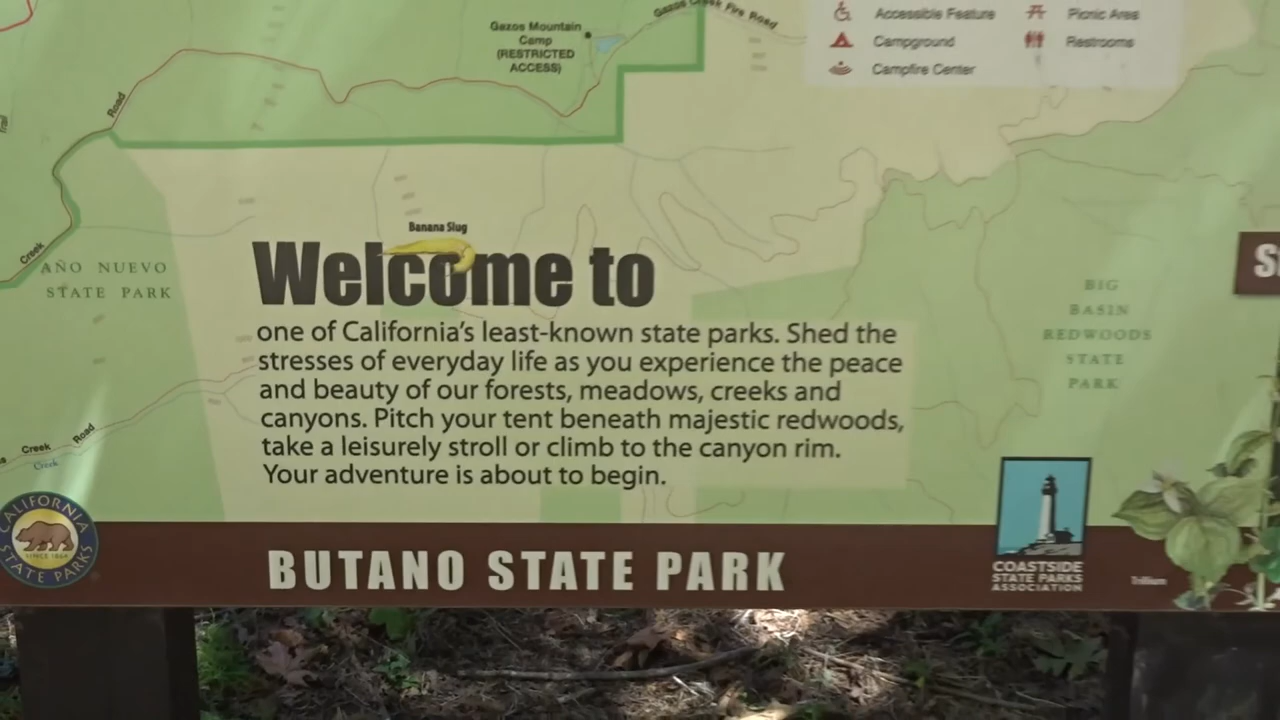 Gazos Creek Fire Road
Gazos Mountain
Camp
(RESTRICTED
ACCESS)
Accessible Feature
Picnic Area
Campground
Restrooms
Campfire Center
Road
Creek
AÑO NUEVO
STATE PARK
Banana Slug
Welcome to
one of California's least-known state parks. Shed the
stresses of everyday life as you experience the peace
and beauty of our forests, meadows, creeks and
canyons. Pitch your tent beneath majestic redwoods,
take a leisurely stroll or climb to the canyon rim.
Your adventure is about to begin.
BIG
BASIN
REDWOODS
STATE
PARK
Creek Road
Creek
CALIFORNIA
STATE PARKS
SINCE 1864
BUTANO STATE PARK
COASTSIDE
STATE PARKS
ASSOCIATION
Trillium